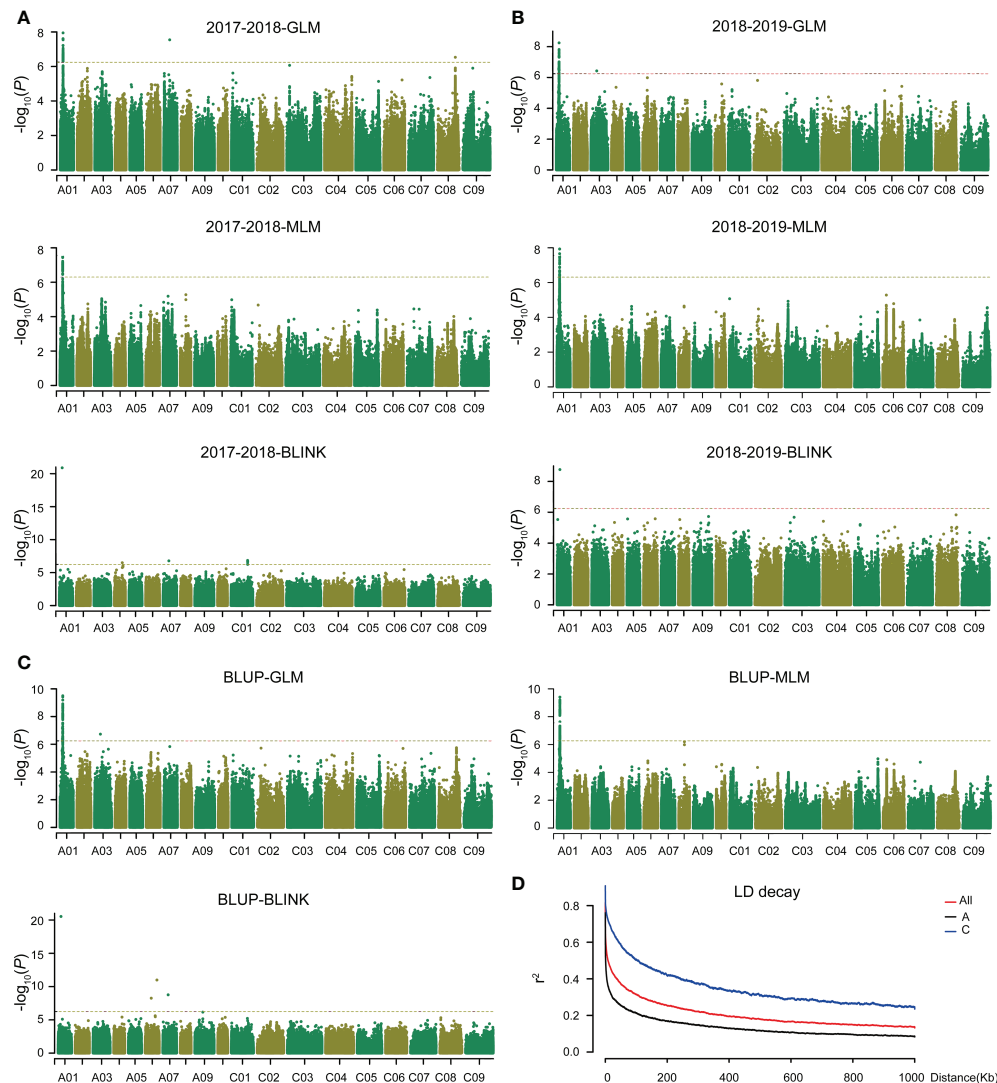 A
2017-2018-GLM
8
6
4
2
0
-log10(P)
A01 A03 A05 A07 A09 C01 C02 C03 C04 C05 C06 C07 C08 C09
B
2018-2019-GLM
8
6
4
2
0
-log10(P)
A01 A03 A05 A07 A09 C01 C02 C03 C04 C05 C06 C07 C08 C09
2017-2018-MLM
8
6
4
2
0
-log10(P)
A01 A03 A05 A07 A09 C01 C02 C03 C04 C05 C06 C07 C08 C09
2018-2019-MLM
8
6
4
2
0
-log10(P)
A01 A03 A05 A07 A09 C01 C02 C03 C04 C05 C06 C07 C08 C09
2017-2018-BLINK
20
15
10
5
0
-log10(P)
A01 A03 A05 A07 A09 C01 C02 C03 C04 C05 C06 C07 C08 C09
2018-2019-BLINK
8
6
4
2
0
-log10(P)
A01 A03 A05 A07 A09 C01 C02 C03 C04 C05 C06 C07 C08 C09
C
BLUP-GLM
10
8
6
4
2
0
-log10(P)
A01 A03 A05 A07 A09 C01 C02 C03 C04 C05 C06 C07 C08 C09
BLUP-MLM
10
8
6
4
2
0
-log10(P)
A01 A03 A05 A07 A09 C01 C02 C03 C04 C05 C06 C07 C08 C09
BLUP-BLINK
20
15
10
5
0
-log10(P)
A01 A03 A05 A07 A09 C01 C02 C03 C04 C05 C06 C07 C08 C09
D
LD decay
All
A
C
0.8
0.6
0.4
0.2
0.0
r²
0 200 400 600 800 1000 Distance(Kb)